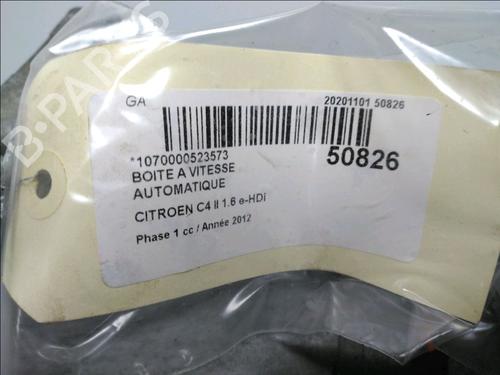 GA
20201101 50826
*1070000523573
50826
BOITE A VITESSE
AUTOMATIQUE
CITROEN C4 II 1.6 e-HDi
Phase 1 cc / Année 2012
B-PARTS